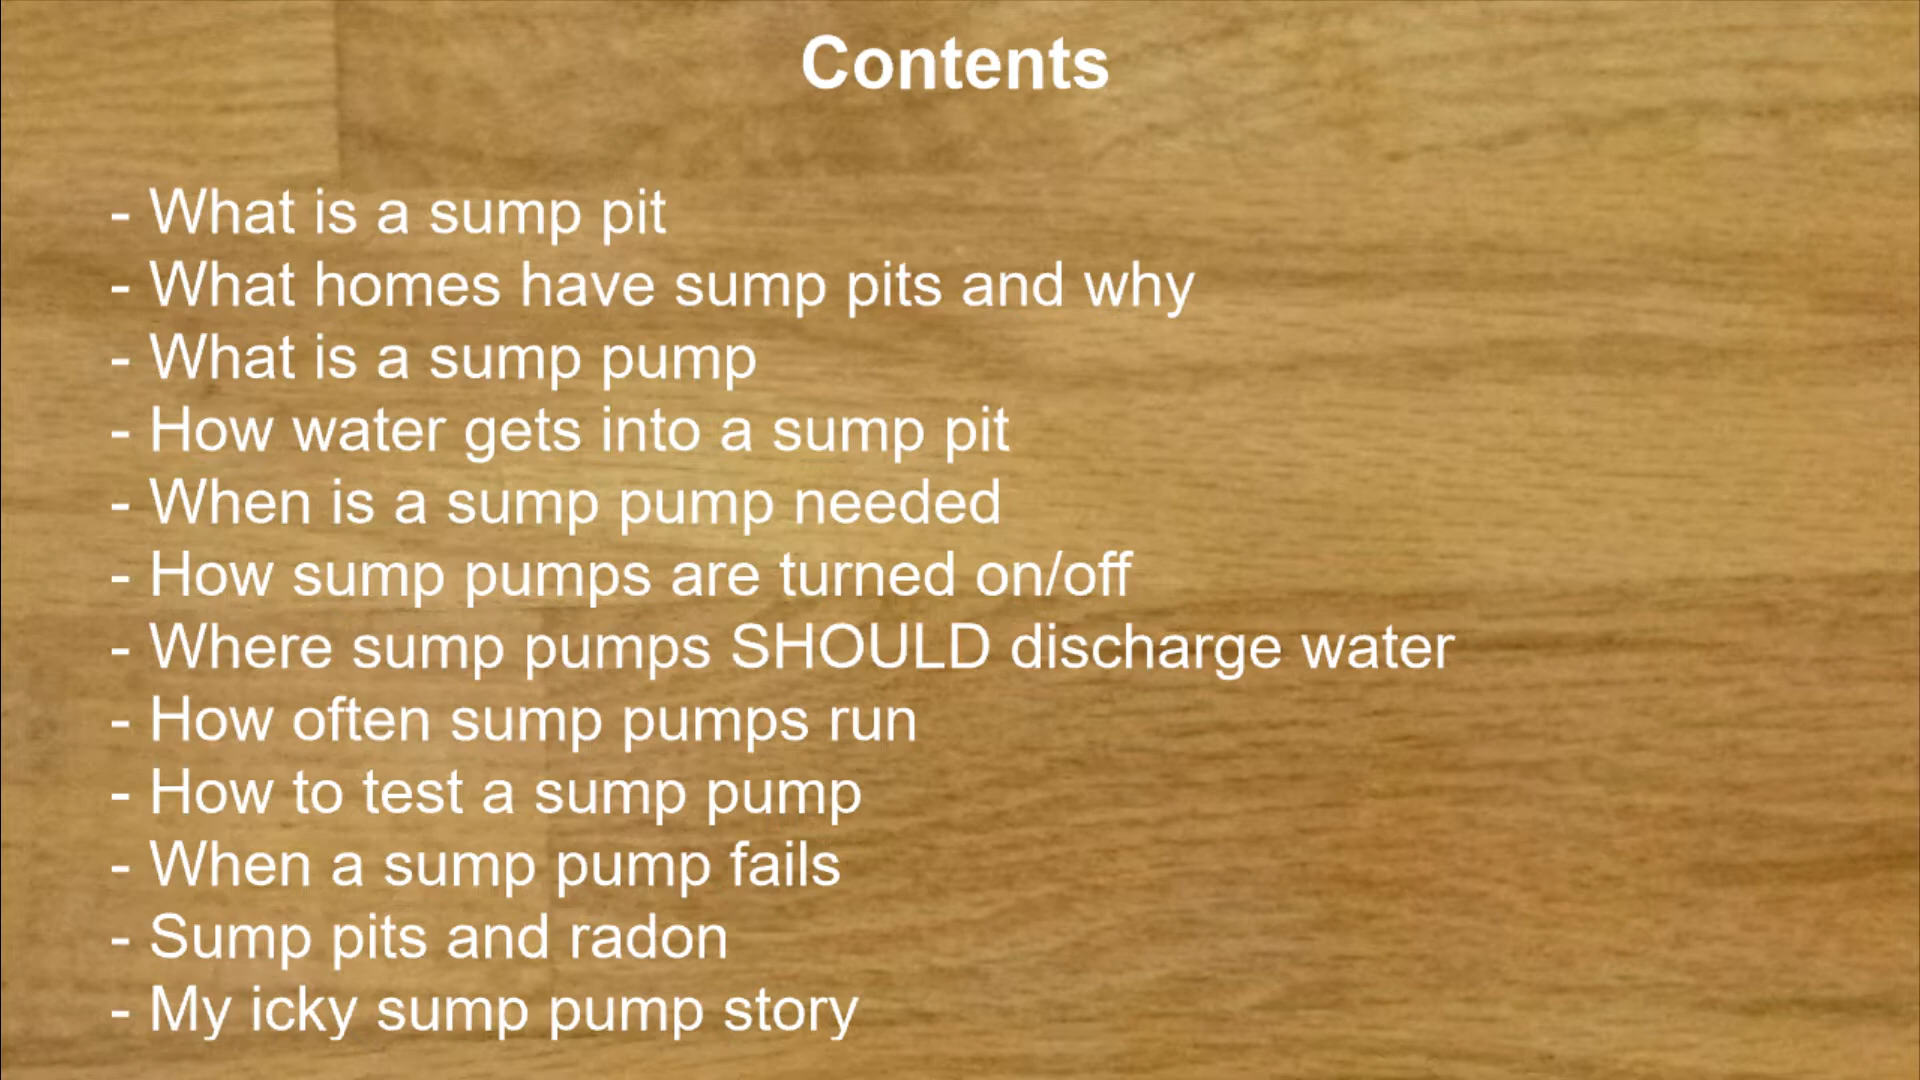 Contents
- What is a sump pit
- What homes have sump pits and why
- What is a sump pump
- How water gets into a sump pit
- When is a sump pump needed
- How sump pumps are turned on/off
- Where sump pumps SHOULD discharge water
- How often sump pumps run
- How to test a sump pump
- When a sump pump fails
- Sump pits and radon
- My icky sump pump story